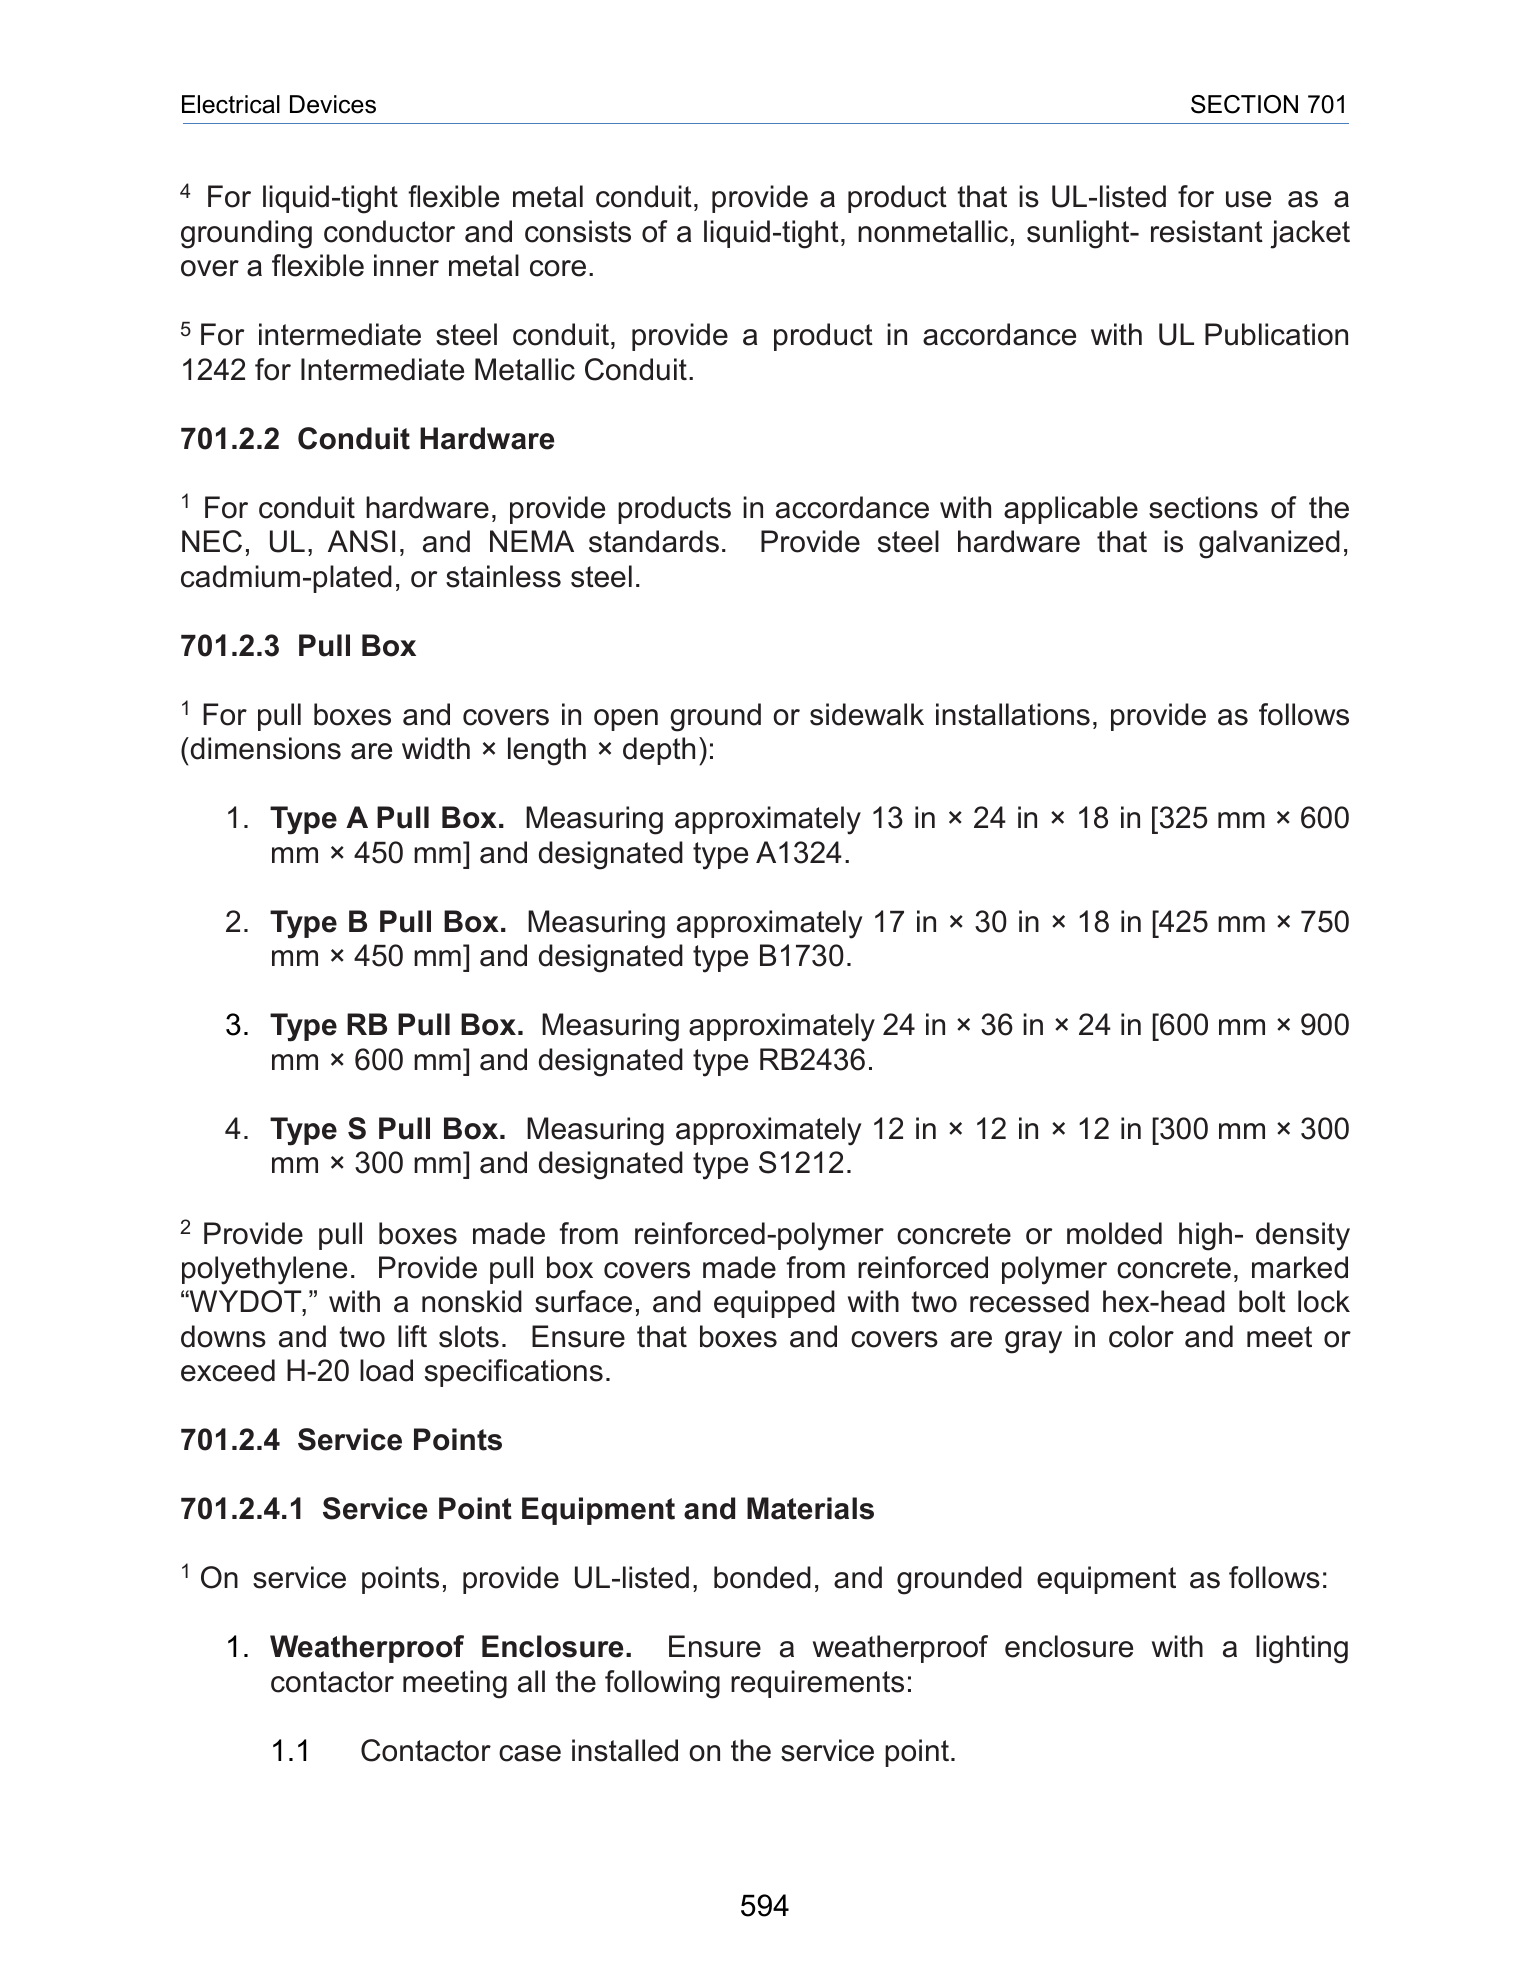 Electrical Devices SECTION 701
4 For liquid-tight flexible metal conduit, provide a product that is UL-listed for use as a
grounding conductor and consists of a liquid-tight, nonmetallic, sunlight- resistant jacket
over a flexible inner metal core.
5 For intermediate steel conduit, provide a product in accordance with UL Publication
1242 for Intermediate Metallic Conduit.
701.2.2 Conduit Hardware
1 For conduit hardware, provide products in accordance with applicable sections of the
NEC, UL, ANSI, and NEMA standards. Provide steel hardware that is galvanized,
cadmium-plated, or stainless steel.
701.2.3 Pull Box
1 For pull boxes and covers in open ground or sidewalk installations, provide as follows
(dimensions are width × length × depth):
1. Type A Pull Box. Measuring approximately 13 in × 24 in × 18 in [325 mm × 600
mm × 450 mm] and designated type A1324.
2. Type B Pull Box. Measuring approximately 17 in × 30 in × 18 in [425 mm × 750
mm × 450 mm] and designated type B1730.
3. Type RB Pull Box. Measuring approximately 24 in × 36 in × 24 in [600 mm × 900
mm × 600 mm] and designated type RB2436.
4. Type S Pull Box. Measuring approximately 12 in × 12 in × 12 in [300 mm × 300
mm × 300 mm] and designated type S1212.
2 Provide pull boxes made from reinforced-polymer concrete or molded high- density
polyethylene. Provide pull box covers made from reinforced polymer concrete, marked
“WYDOT,” with a nonskid surface, and equipped with two recessed hex-head bolt lock
downs and two lift slots. Ensure that boxes and covers are gray in color and meet or
exceed H-20 load specifications.
701.2.4 Service Points
701.2.4.1 Service Point Equipment and Materials
1 On service points, provide UL-listed, bonded, and grounded equipment as follows:
1. Weatherproof Enclosure. Ensure a weatherproof enclosure with a lighting
contactor meeting all the following requirements:
1.1 Contactor case installed on the service point.
594